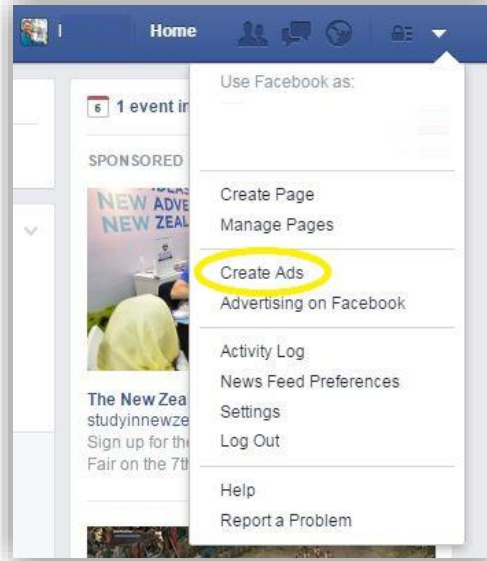 Home
Use Facebook as:
6 1 event in
SPONSORED
NEW ADVE
NEW ZEAL
Create Page
Manage Pages
Create Ads
Advertising on Facebook
Activity Log
News Feed Preferences
Settings
Log Out
Help
Report a Problem
The New Zea
studyinnewze
Sign up for the
Fair on the 7th